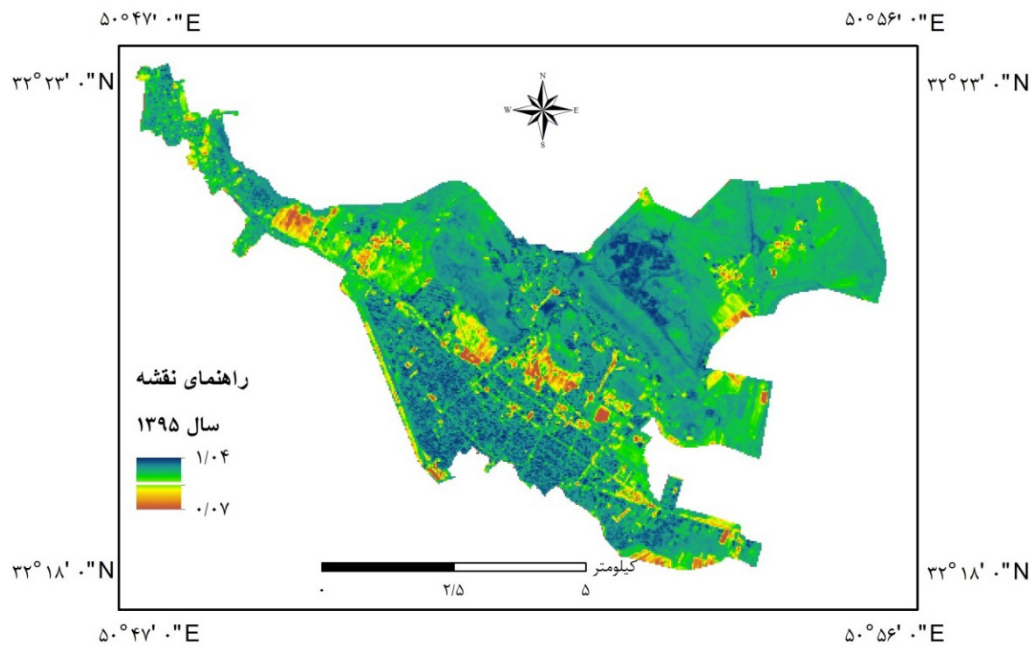 ۵۰°۴۷' ۰"E ۵۰°۵۶' ۰"E
۳۲°۲۳' ۰"N ۳۲°۲۳' ۰"N
N
W E
S
راهنمای نقشه
سال ۱۳۹۵
۱/۰۴
۰/۰۷
کیلومتر
۰ ۲/۵ ۵
۳۲°۱۸' ۰"N ۳۲°۱۸' ۰"N
۵۰°۴۷' ۰"E ۵۰°۵۶' ۰"E